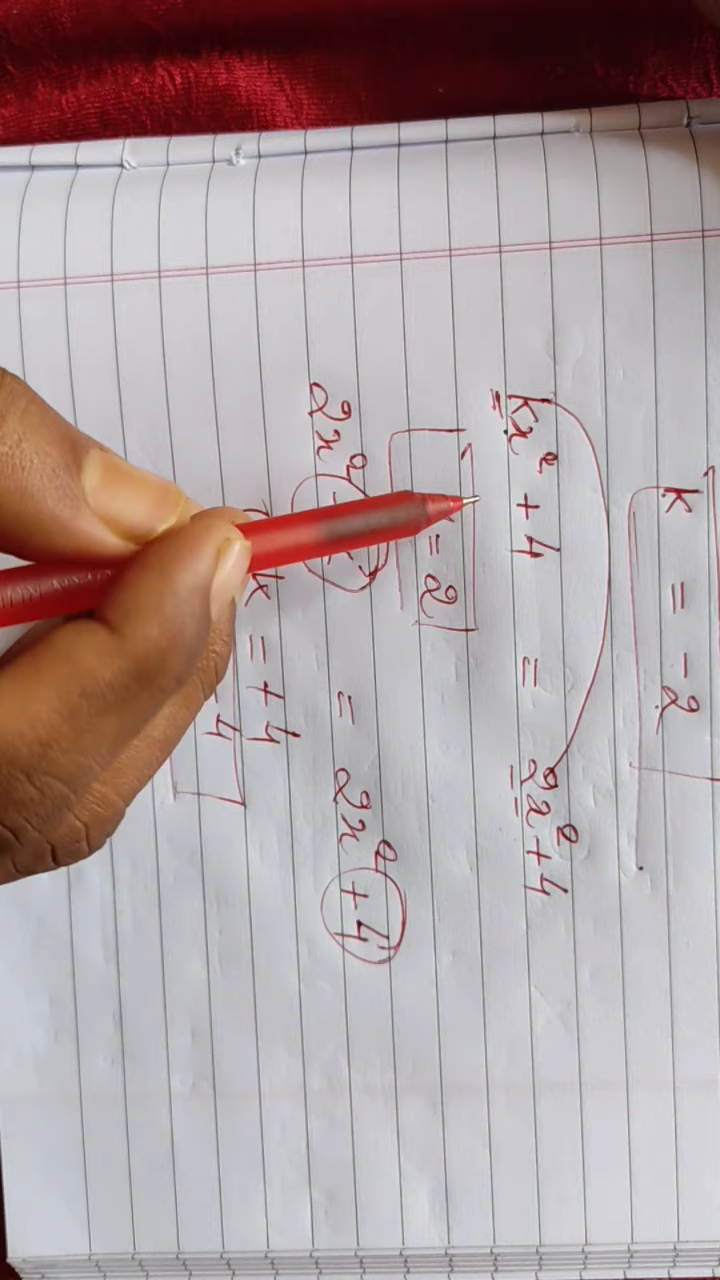 k = -2
kx² + 4 = 2x² + 4
= 2
2x² = 2x² + 4
k = +4
4